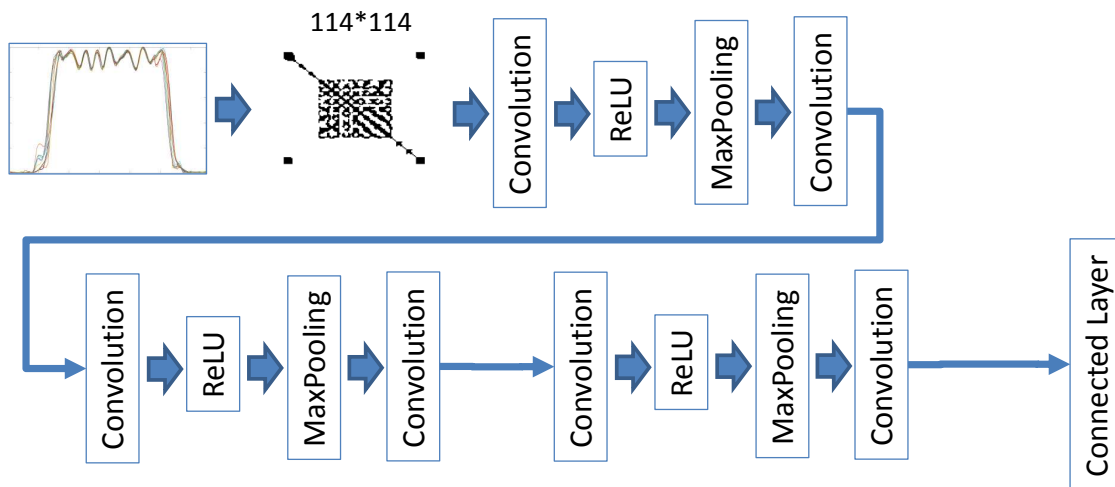 114*114
Convolution
ReLU
MaxPooling
Convolution
Convolution
ReLU
MaxPooling
Convolution
Convolution
ReLU
MaxPooling
Convolution
Connected Layer